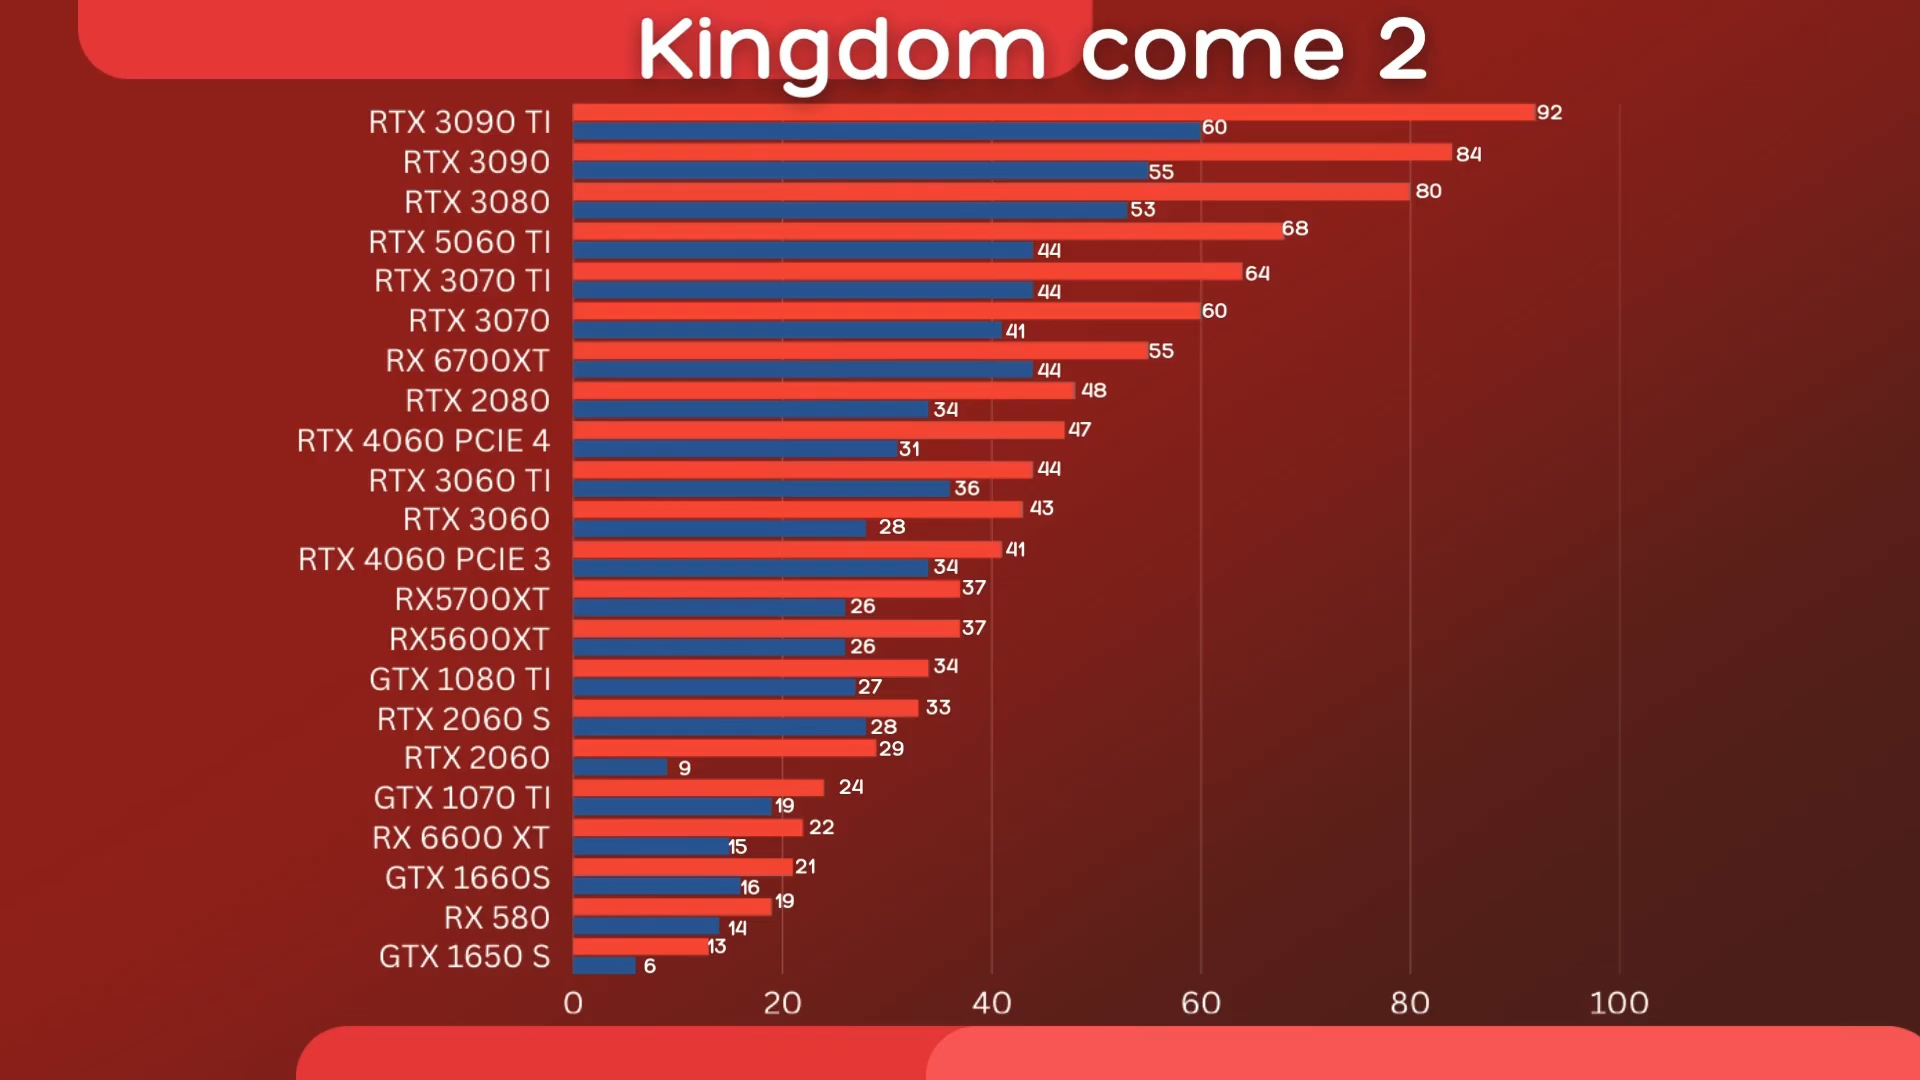 Kingdom come 2
RTX 3090 TI
92
60
RTX 3090
84
55
RTX 3080
80
53
RTX 5060 TI
68
44
RTX 3070 TI
64
44
RTX 3070
60
41
RX 6700XT
55
44
RTX 2080
48
34
RTX 4060 PCIE 4
47
31
RTX 3060 TI
44
36
RTX 3060
43
28
RTX 4060 PCIE 3
41
34
RX5700XT
37
26
RX5600XT
37
26
GTX 1080 TI
34
27
RTX 2060 S
33
28
RTX 2060
29
9
GTX 1070 TI
24
19
RX 6600 XT
22
15
GTX 1660S
21
16
RX 580
19
14
GTX 1650 S
13
6
0 20 40 60 80 100